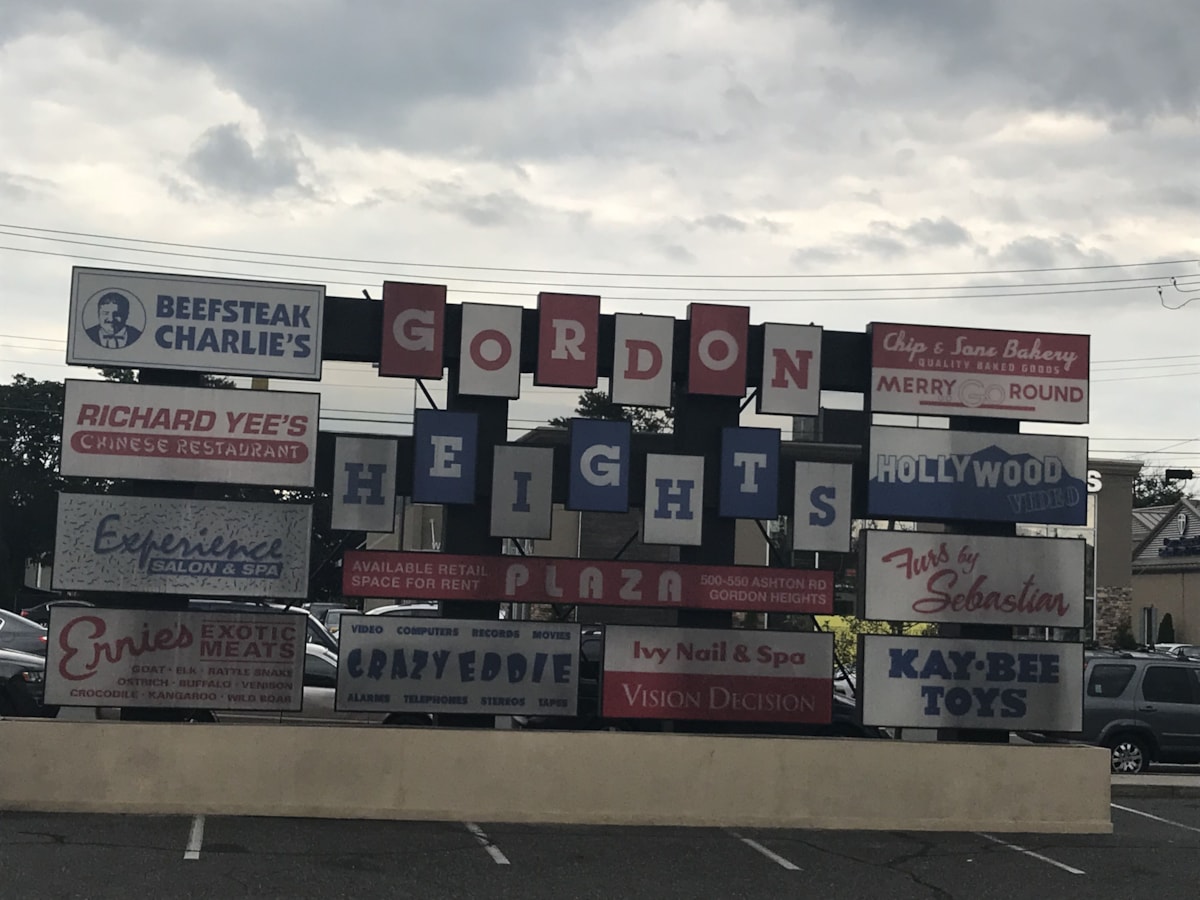 BEEFSTEAK
CHARLIE'S
RICHARD YEE'S
CHINESE RESTAURANT
Experience
SALON & SPA
Ernies EXOTIC
MEATS
GOAT · ELK · RATTLE SNAKE
OSTRICH · BUFFALO · VENISON
CROCODILE · KANGAROO · WILD BOAR
GORDON
HEIGHTS
AVAILABLE RETAIL
SPACE FOR RENT
PLAZA
500-550 ASHTON RD
GORDON HEIGHTS
VIDEO COMPUTERS RECORDS MOVIES
CRAZY EDDIE
ALARMS TELEPHONES STEREOS TAPES
Ivy Nail & Spa
VISION DECISION
Chip & Sons Bakery
QUALITY BAKED GOODS
MERRY GO ROUND
HOLLYWOOD
VIDEO
Furs by
Sebastian
KAY·BEE
TOYS